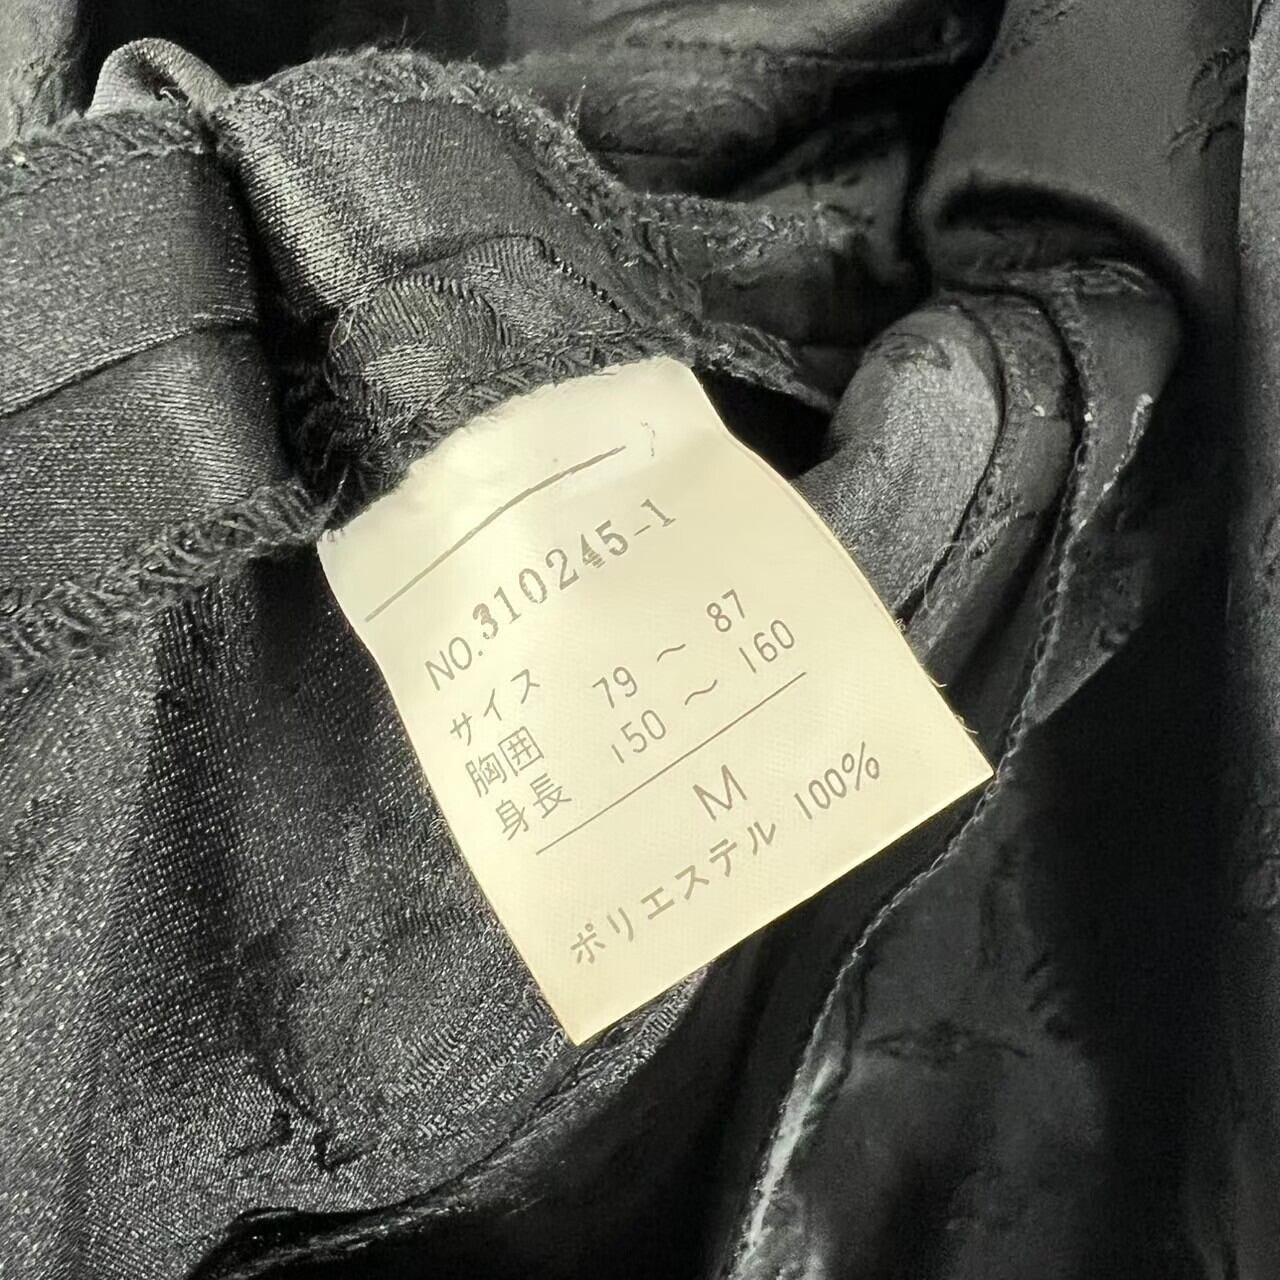 NO.310245-1
サイズ
胸囲 79 ～ 87
身長 150 ～ 160
M
ポリエステル 100%